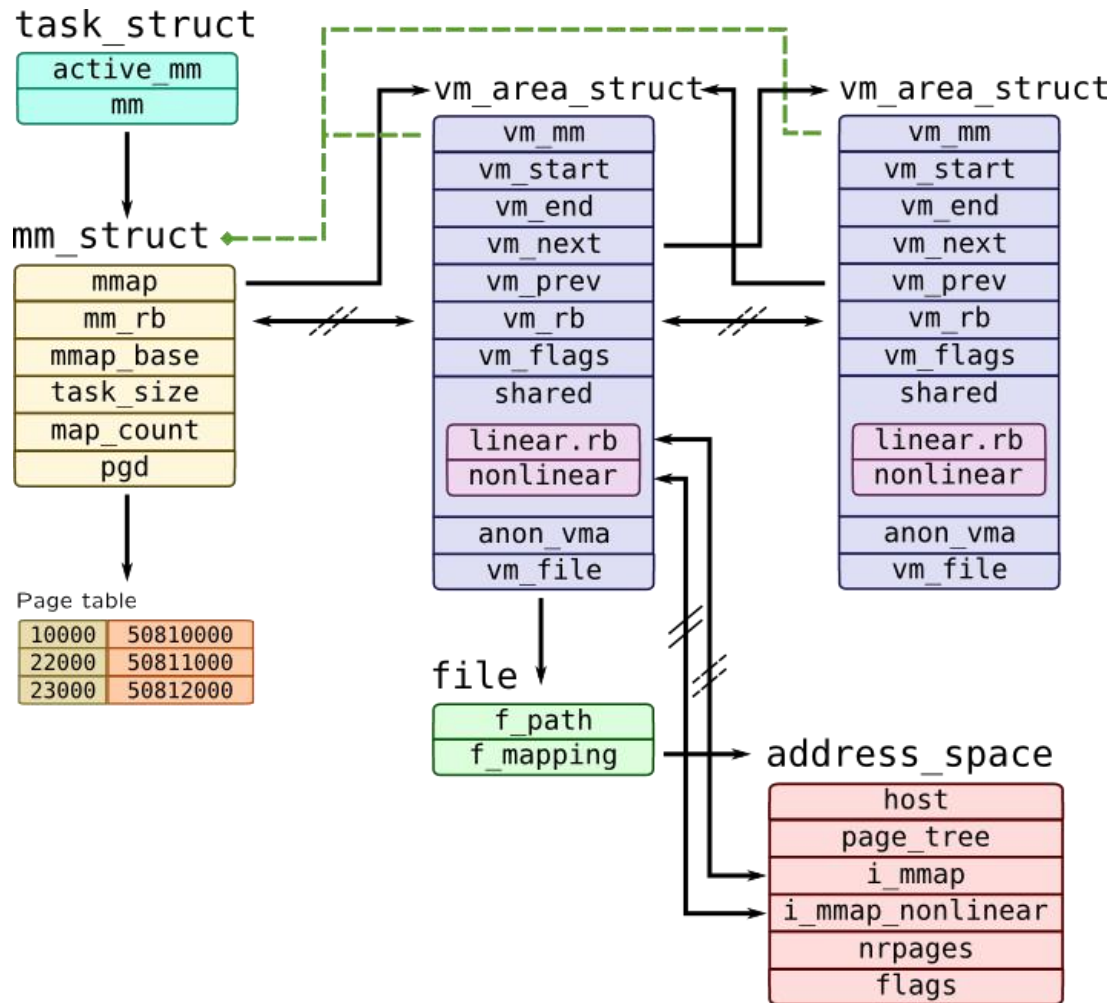 task_struct
active_mm
mm
mm_struct
mmap
mm_rb
mmap_base
task_size
map_count
pgd
Page table
10000 50810000
22000 50811000
23000 50812000
vm_area_struct
vm_mm
vm_start
vm_end
vm_next
vm_prev
vm_rb
vm_flags
shared
linear.rb
nonlinear
anon_vma
vm_file
file
f_path
f_mapping
vm_area_struct
vm_mm
vm_start
vm_end
vm_next
vm_prev
vm_rb
vm_flags
shared
linear.rb
nonlinear
anon_vma
vm_file
address_space
host
page_tree
i_mmap
i_mmap_nonlinear
nrpages
flags